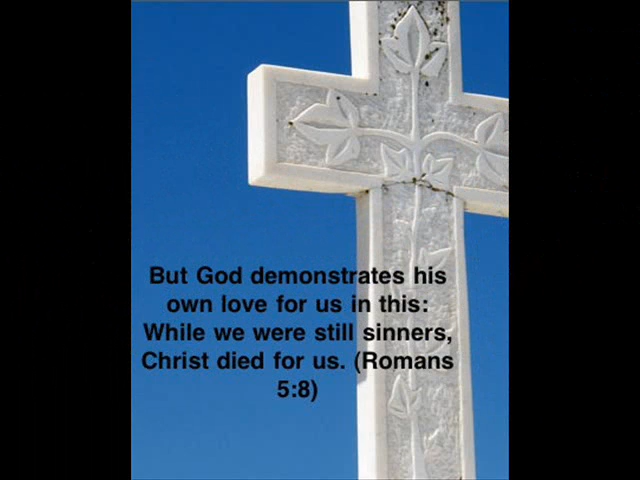 But God demonstrates his
own love for us in this:
While we were still sinners,
Christ died for us. (Romans
5:8)